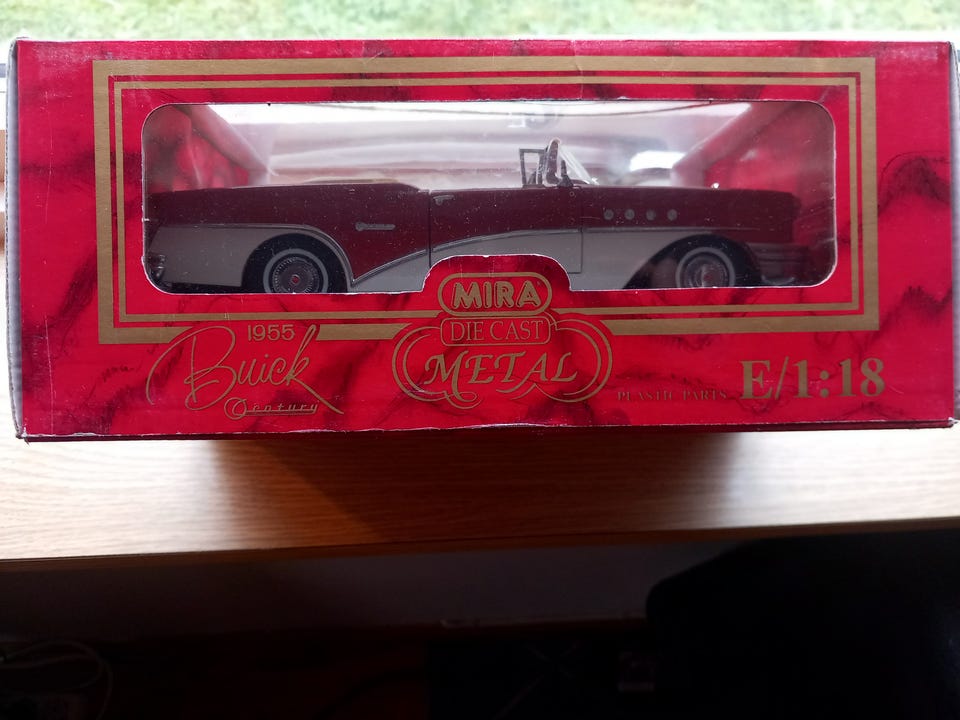 MIRA
DIE CAST
METAL
1955
Buick
Century
PLASTIC PARTS
E/1:18